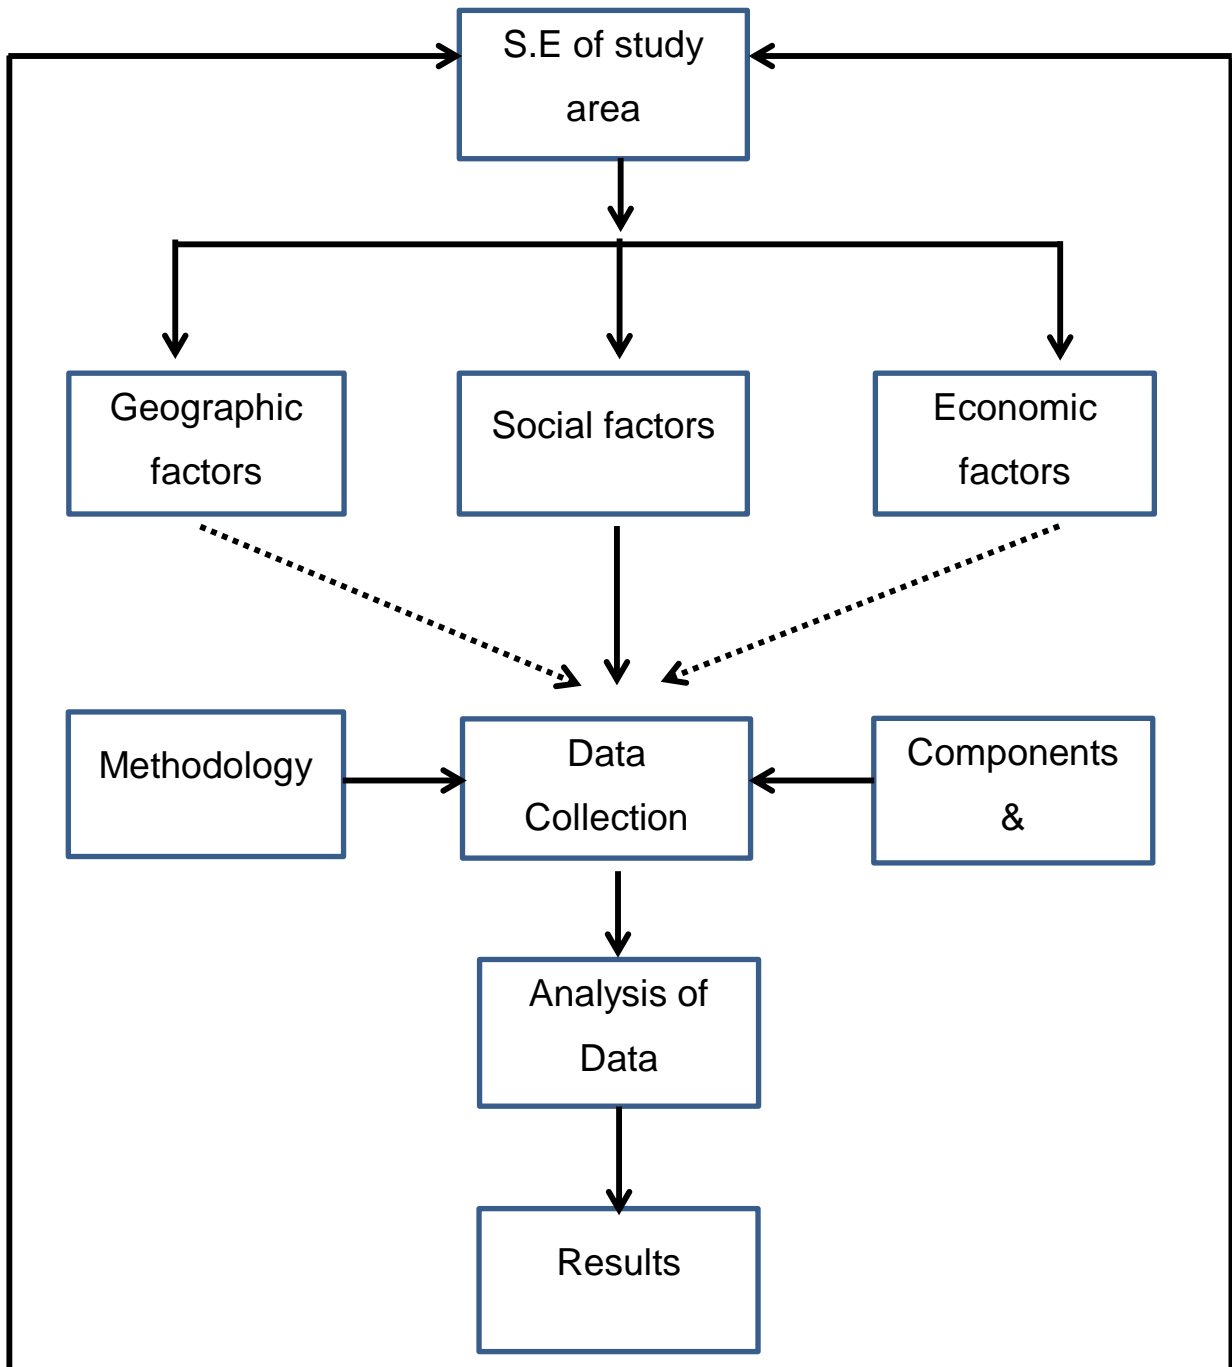 S.E of study
area
Geographic
factors
Social factors
Economic
factors
Methodology
Data
Collection
Components
&
Analysis of
Data
Results